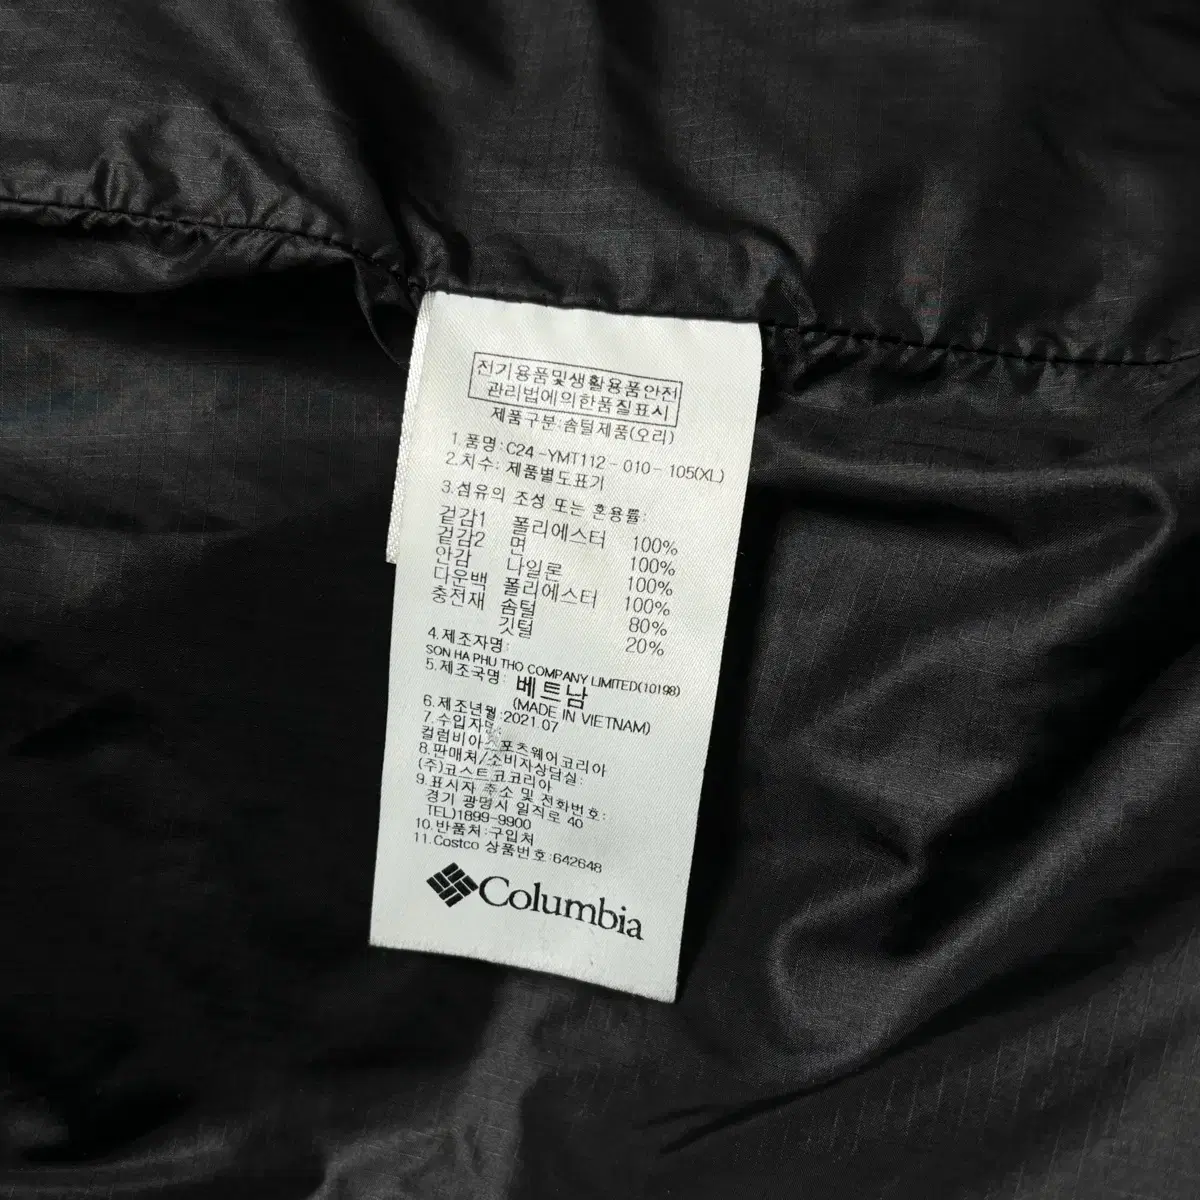 전기용품및생활용품안전
관리법에의한품질표시
제품구분:솜털제품(오리)
1.품명:C24-YMT112-010-105(XL)
2.치수: 제품별도표기
3.섬유의 조성 또는 혼용률:
겉감1 폴리에스터 100%
겉감2 면 100%
안감 나일론 100%
다운백 폴리에스터 100%
충전재 솜털 80%
깃털 20%
4.제조자명:
SON HA PHU THO COMPANY LIMITED(10198)
5.제조국명: 베트남
(MADE IN VIETNAM)
6.제조년월:2021.07
7.수입자명:
컬럼비아스포츠웨어코리아
8.판매처/소비자상담실:
(주)코스트코코리아
9.표시자 주소 및 전화번호:
경기 광명시 일직로 40
TEL)1899-9900
10.반품처:구입처
11.Costco 상품번호:642648
Columbia